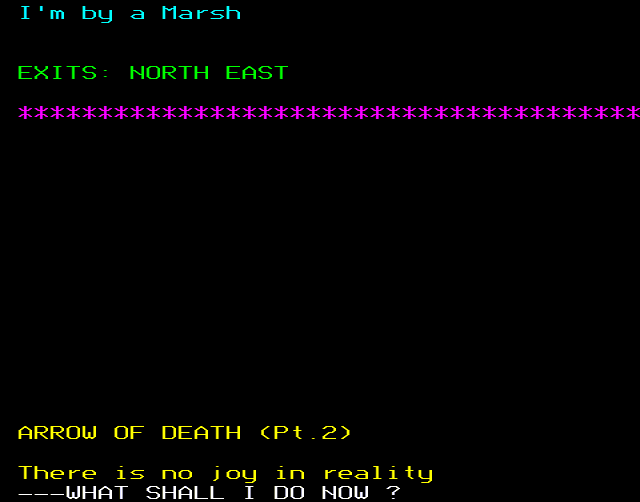 I'm by a Marsh
EXITS: NORTH EAST
***************************************
ARROW OF DEATH (Pt.2)
There is no joy in reality
---WHAT SHALL I DO NOW ?